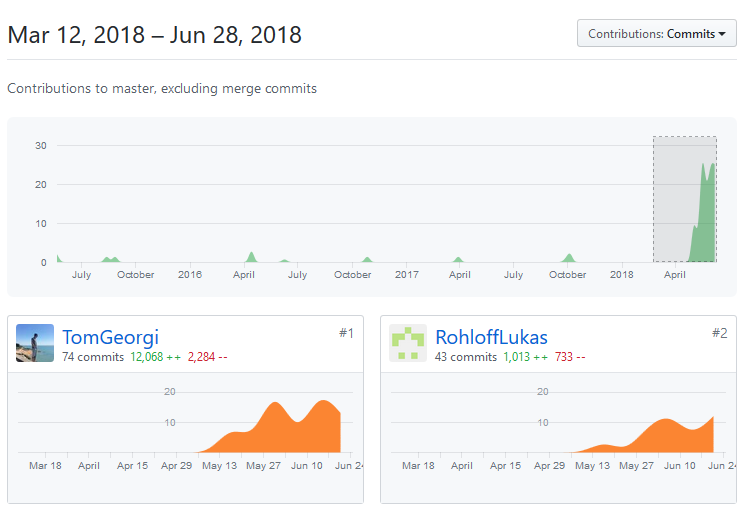 Mar 12, 2018 – Jun 28, 2018
Contributions: Commits
Contributions to master, excluding merge commits
30
20
10
0
July October 2016 April July October 2017 April July October 2018 April
TomGeorgi #1
74 commits 12,068 ++ 2,284 --
20
10
Mar 18 April Apr 15 Apr 29 May 13 May 27 Jun 10 Jun 24
RohloffLukas #2
43 commits 1,013 ++ 733 --
20
10
Mar 18 April Apr 15 Apr 29 May 13 May 27 Jun 10 Jun 24